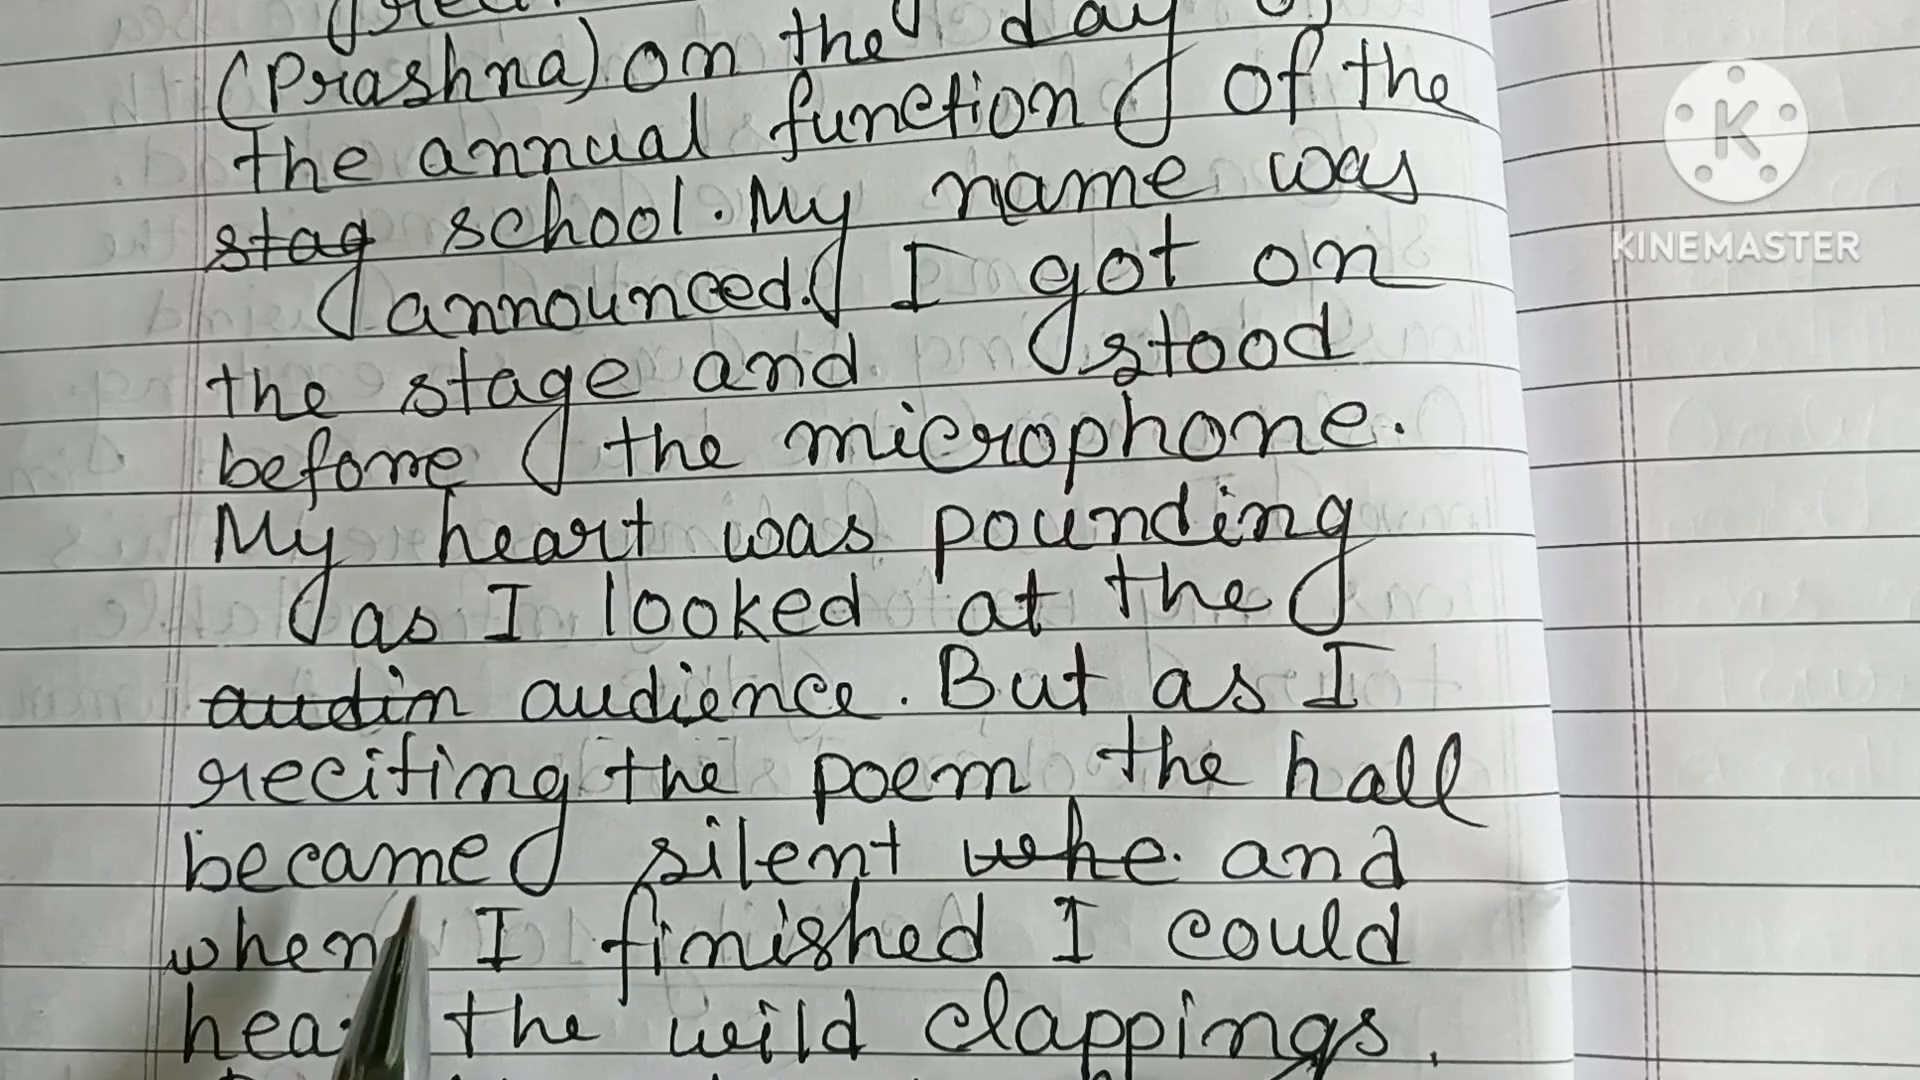 (Prashna) on the day of
the annual function of the
stag school. My name was
announced. I got on
the stage and stood
before the microphone.
My heart was pounding
as I looked at the
audin audience. But as I
reciting the poem the hall
became silent whe and
when I finished I could
hear the wild clappings.
K
KINEMASTER